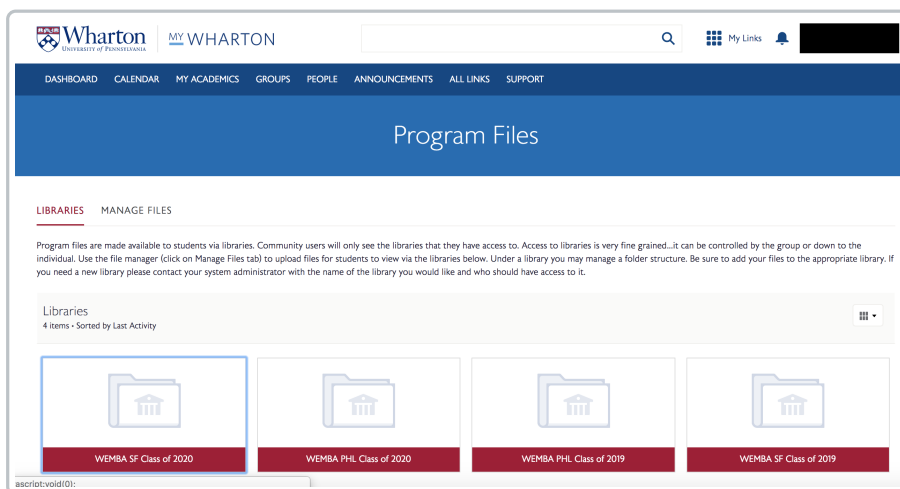 Wharton
UNIVERSITY of PENNSYLVANIA
MY WHARTON
My Links
DASHBOARD CALENDAR MY ACADEMICS GROUPS PEOPLE ANNOUNCEMENTS ALL LINKS SUPPORT
Program Files
LIBRARIES MANAGE FILES
Program files are made available to students via libraries. Community users will only see the libraries that they have access to. Access to libraries is very fine grained...it can be controlled by the group or down to the
individual. Use the file manager (click on Manage Files tab) to upload files for students to view via the libraries below. Under a library you may manage a folder structure. Be sure to add your files to the appropriate library. If
you need a new library please contact your system administrator with the name of the library you would like and who should have access to it.
Libraries
4 items • Sorted by Last Activity
WEMBA SF Class of 2020
WEMBA PHL Class of 2020
WEMBA PHL Class of 2019
WEMBA SF Class of 2019
ascript:void(0);